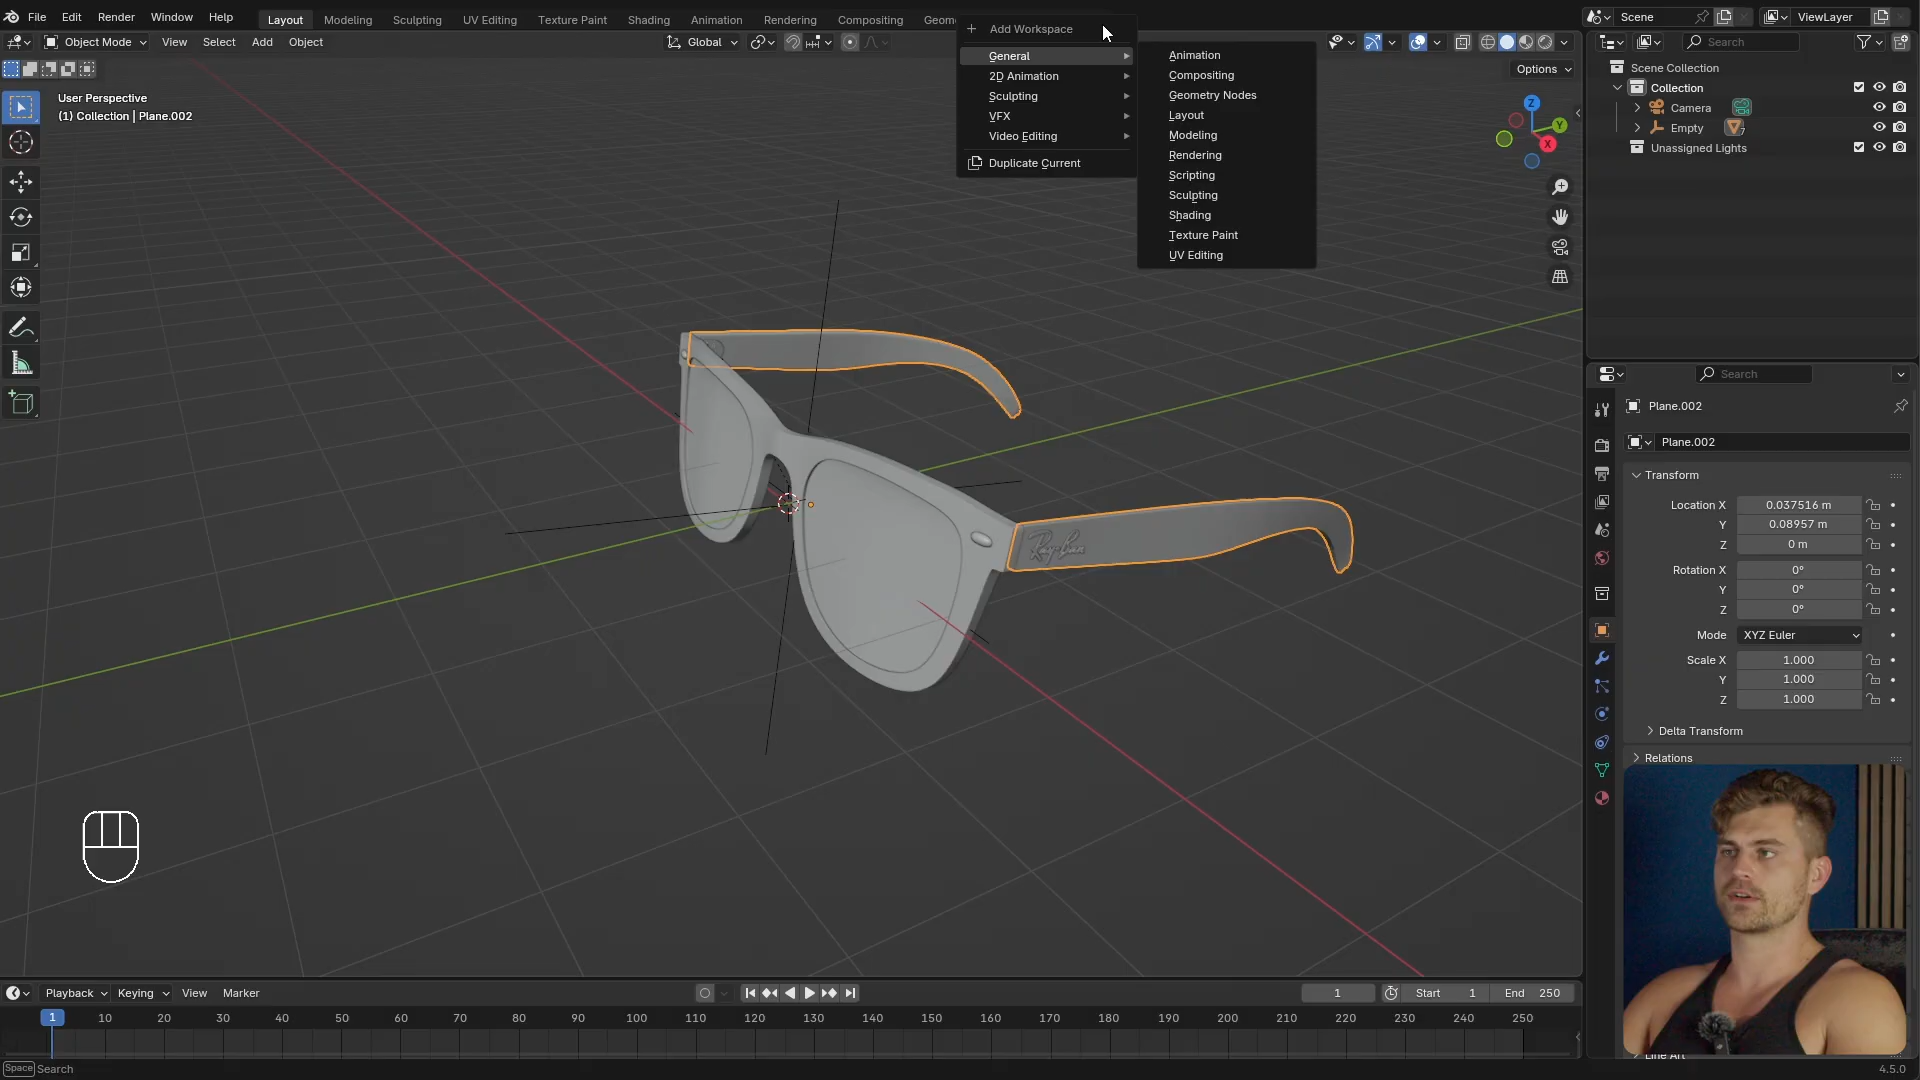 File Edit Render Window Help Layout Modeling Sculpting UV Editing Texture Paint Shading Animation Rendering Compositing Geom
Scene ViewLayer
Object Mode View Select Add Object Global
Options
User Perspective
(1) Collection | Plane.002
Add Workspace
General
2D Animation
Sculpting
VFX
Video Editing
Duplicate Current
Animation
Compositing
Geometry Nodes
Layout
Modeling
Rendering
Scripting
Sculpting
Shading
Texture Paint
UV Editing
Z
Y
X
Ray-Ban
Search
Scene Collection
Collection
Camera
Empty 7
Unassigned Lights
Search
Plane.002
Plane.002
Transform
Location X 0.037516 m
Y 0.08957 m
Z 0 m
Rotation X 0°
Y 0°
Z 0°
Mode XYZ Euler
Scale X 1.000
Y 1.000
Z 1.000
Delta Transform
Relations
Line Art
Playback Keying View Marker 1 Start 1 End 250
1 10 20 30 40 50 60 70 80 90 100 110 120 130 140 150 160 170 180 190 200 210 220 230 240 250
Space Search 4.5.0